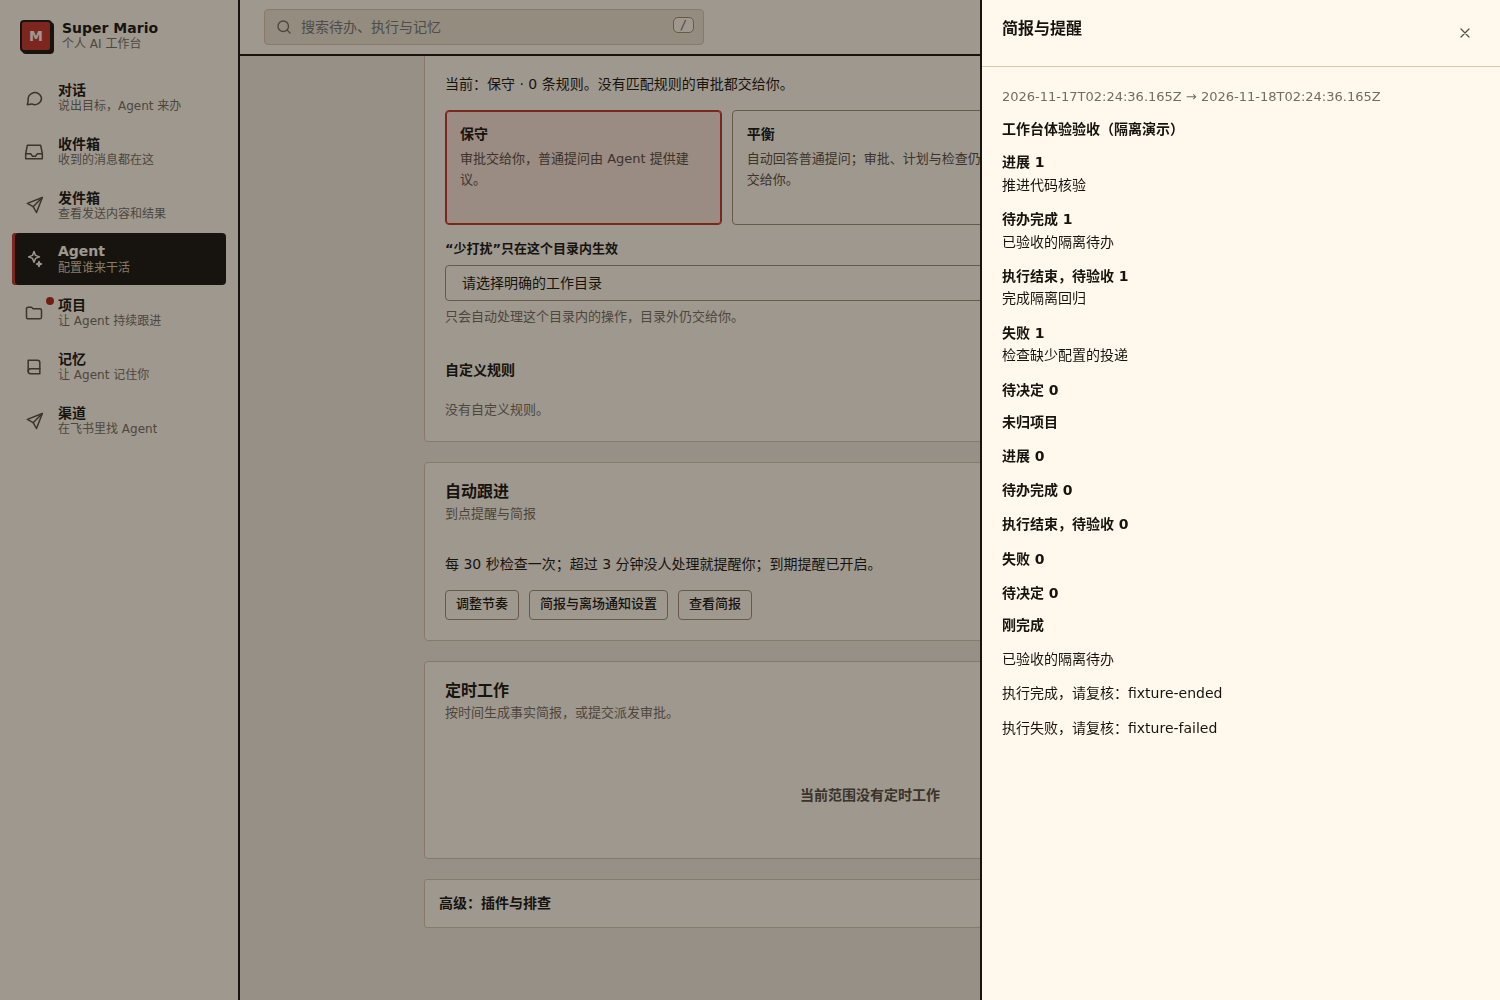 M
Super Mario
个人 AI 工作台
对话
说出目标，Agent 来办
收件箱
收到的消息都在这
发件箱
查看发送内容和结果
Agent
配置谁来干活
项目
让 Agent 持续跟进
记忆
让 Agent 记住你
渠道
在飞书里找 Agent
搜索待办、执行与记忆
/
当前：保守 · 0 条规则。没有匹配规则的审批都交给你。
保守
审批交给你，普通提问由 Agent 提供建
议。
平衡
自动回答普通提问；审批、计划与检查仍
交给你。
“少打扰”只在这个目录内生效
请选择明确的工作目录
只会自动处理这个目录内的操作，目录外仍交给你。
自定义规则
没有自定义规则。
自动跟进
到点提醒与简报
每 30 秒检查一次；超过 3 分钟没人处理就提醒你；到期提醒已开启。
调整节奏
简报与离场通知设置
查看简报
定时工作
按时间生成事实简报，或提交派发审批。
当前范围没有定时工作
高级：插件与排查
简报与提醒
2026-11-17T02:24:36.165Z → 2026-11-18T02:24:36.165Z
工作台体验验收（隔离演示）
进展 1
推进代码核验
待办完成 1
已验收的隔离待办
执行结束，待验收 1
完成隔离回归
失败 1
检查缺少配置的投递
待决定 0
未归项目
进展 0
待办完成 0
执行结束，待验收 0
失败 0
待决定 0
刚完成
已验收的隔离待办
执行完成，请复核：fixture-ended
执行失败，请复核：fixture-failed